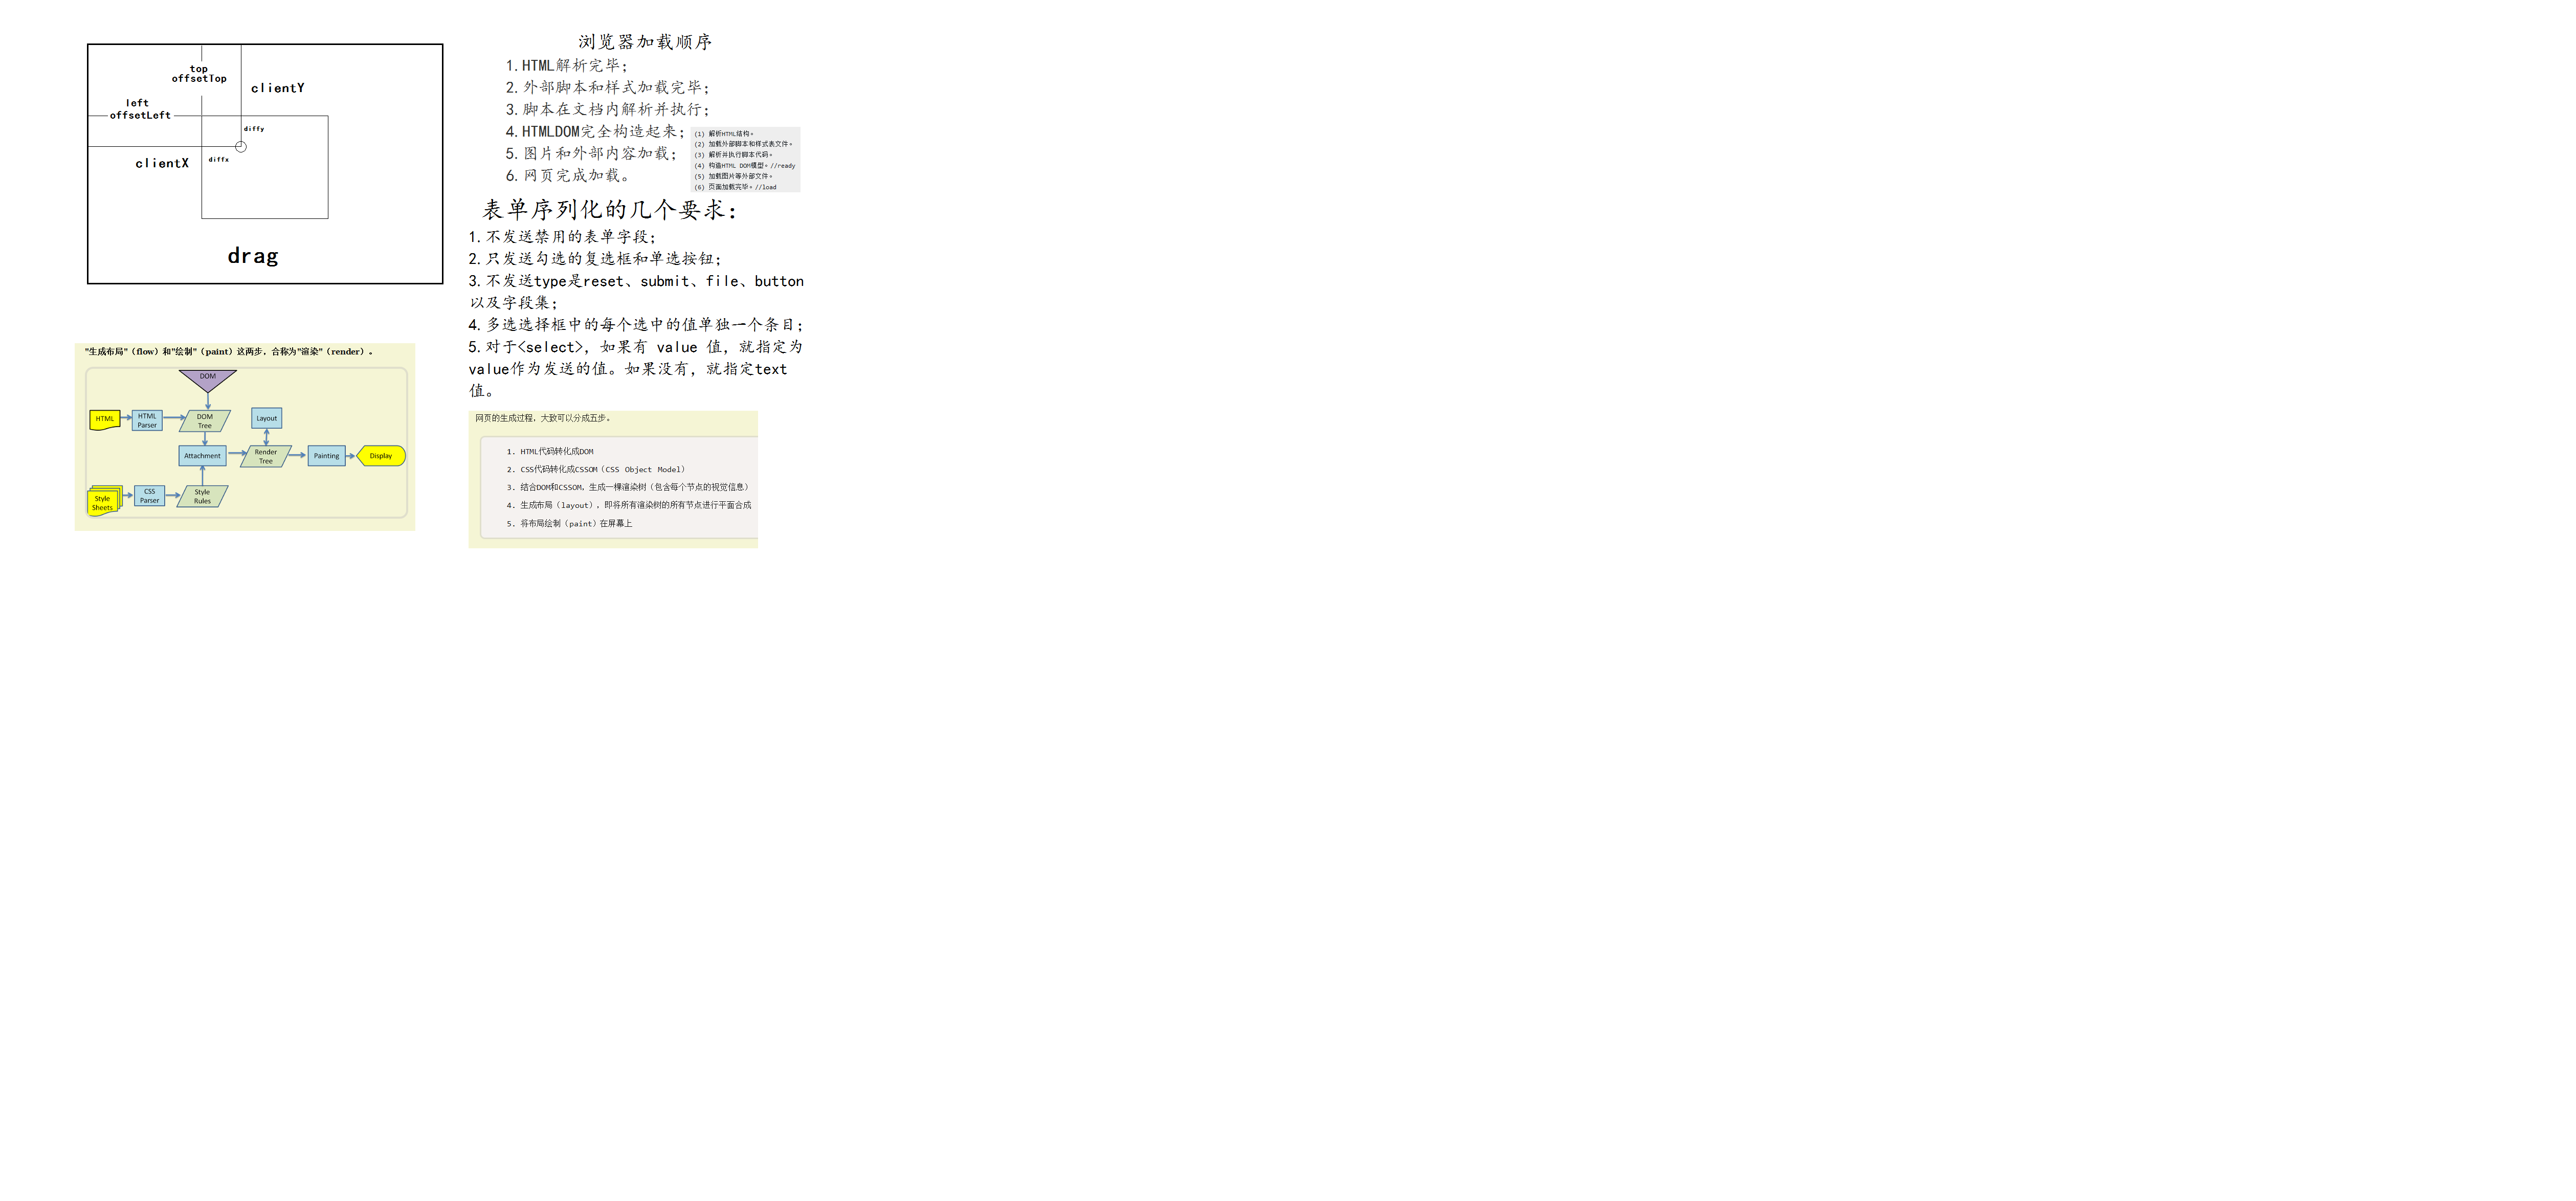 top
offsetTop
clientY
left
offsetLeft
diffy
clientX
diffx
drag
浏览器加载顺序
1.HTML解析完毕；
2.外部脚本和样式加载完毕；
3.脚本在文档内解析并执行；
4.HTMLDOM完全构造起来；
5.图片和外部内容加载；
6.网页完成加载。
(1) 解析HTML结构。
(2) 加载外部脚本和样式表文件。
(3) 解析并执行脚本代码。
(4) 构造HTML DOM模型。//ready
(5) 加载图片等外部文件。
(6) 页面加载完毕。//load
表单序列化的几个要求：
1.不发送禁用的表单字段；
2.只发送勾选的复选框和单选按钮；
3.不发送type是reset、submit、file、button
以及字段集；
4.多选选择框中的每个选中的值单独一个条目；
5.对于<select>，如果有 value 值，就指定为
value作为发送的值。如果没有，就指定text
值。
"生成布局"（flow）和"绘制"（paint）这两步，合称为"渲染"（render）。
DOM
HTML
HTML
Parser
DOM
Tree
Layout
Attachment
Render
Tree
Painting
Display
Style
Sheets
CSS
Parser
Style
Rules
网页的生成过程，大致可以分成五步。
1. HTML代码转化成DOM
2. CSS代码转化成CSSOM（CSS Object Model）
3. 结合DOM和CSSOM，生成一棵渲染树（包含每个节点的视觉信息）
4. 生成布局（layout），即将所有渲染树的所有节点进行平面合成
5. 将布局绘制（paint）在屏幕上